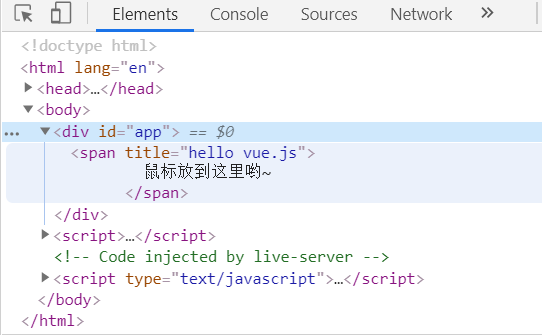 Elements Console Sources Network »
<!doctype html>
<html lang="en">
<head>…</head>
<body>
… <div id="app"> == $0
<span title="hello vue.js">
鼠标放到这里哟~
</span>
</div>
<script>…</script>
<!-- Code injected by live-server -->
<script type="text/javascript">…</script>
</body>
</html>